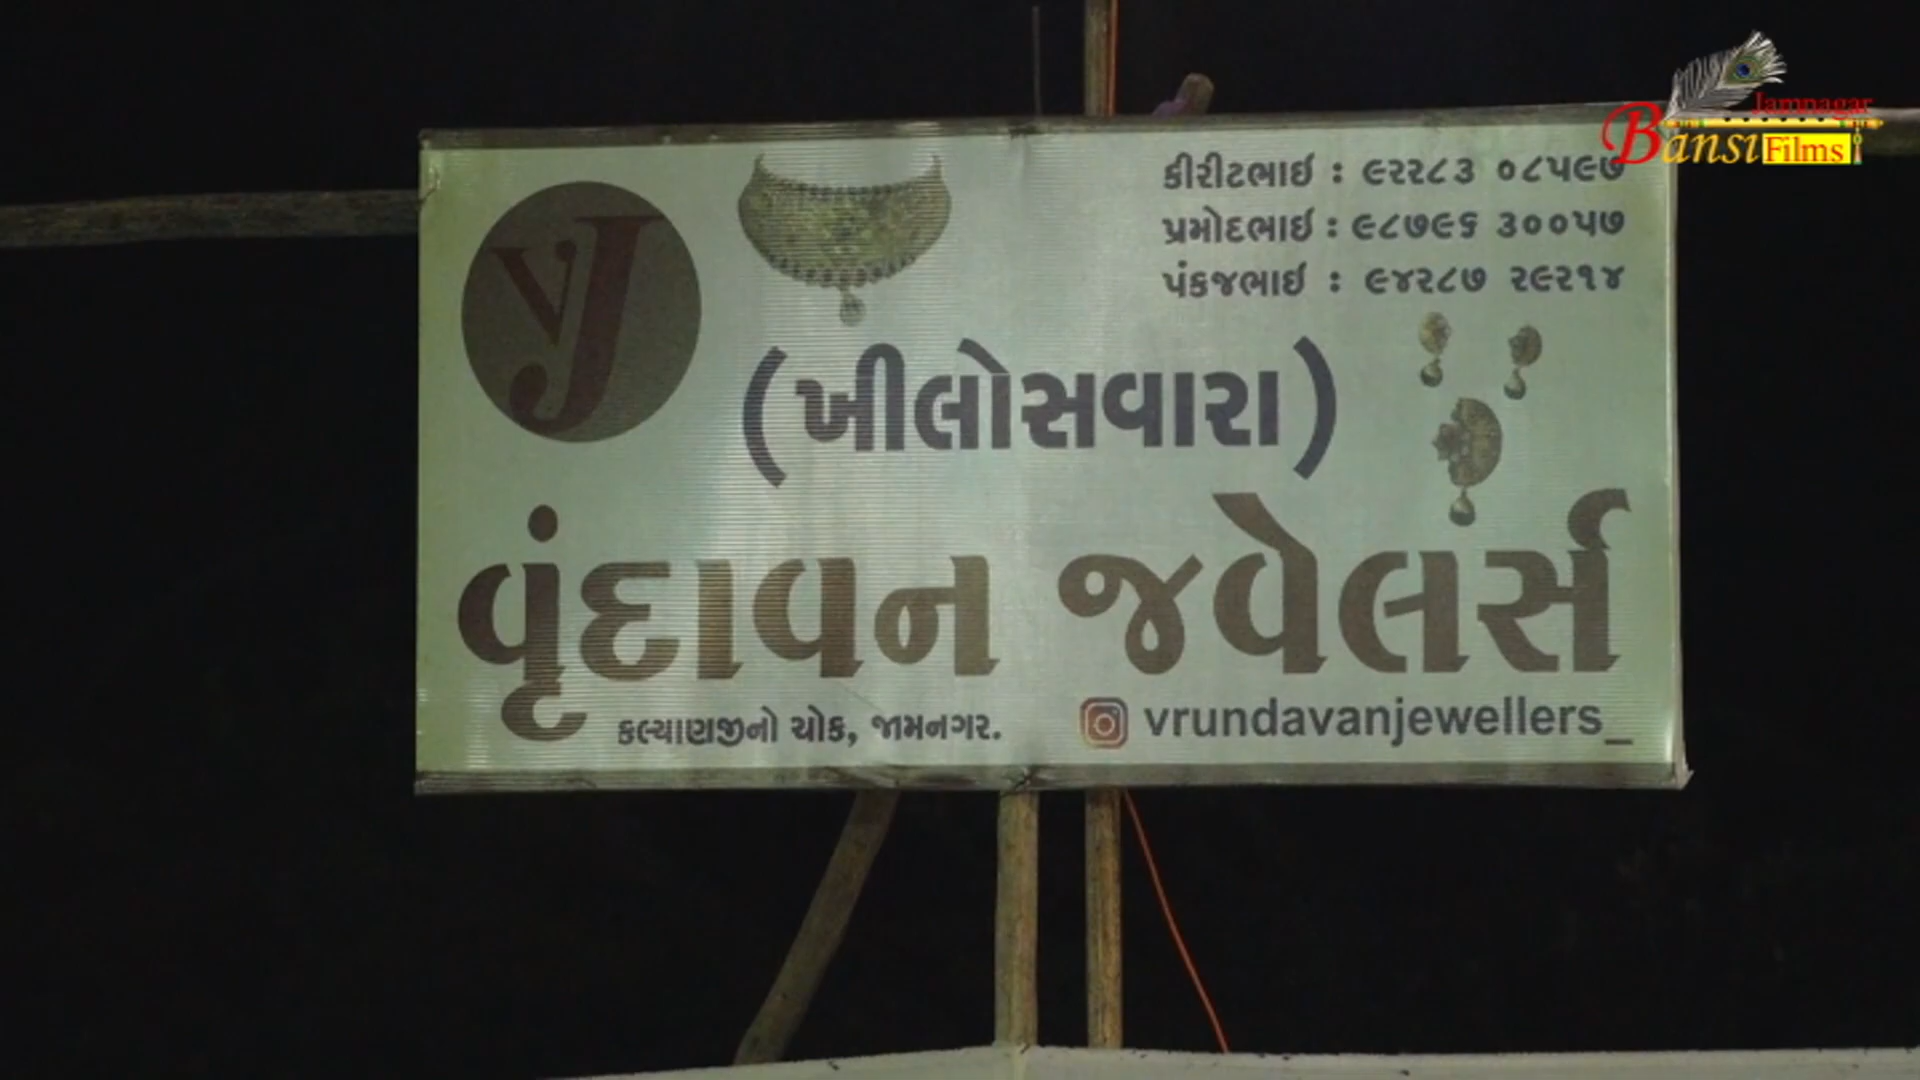 Jamnagar
Bansi Films
VJ
કીરીટભાઈ : ૯૨૨૮૩ ૦૮૫૯૭
પ્રમોદભાઈ : ૯૮૭૯૬ ૩૦૦૫૭
પંકજભાઈ : ૯૪૨૮૭ ૨૯૨૧૪
(ખીલોસવારા)
વૃંદાવન જવેલર્સ
કલ્યાણજીનો ચોક, જામનગર.
vrundavanjewellers_